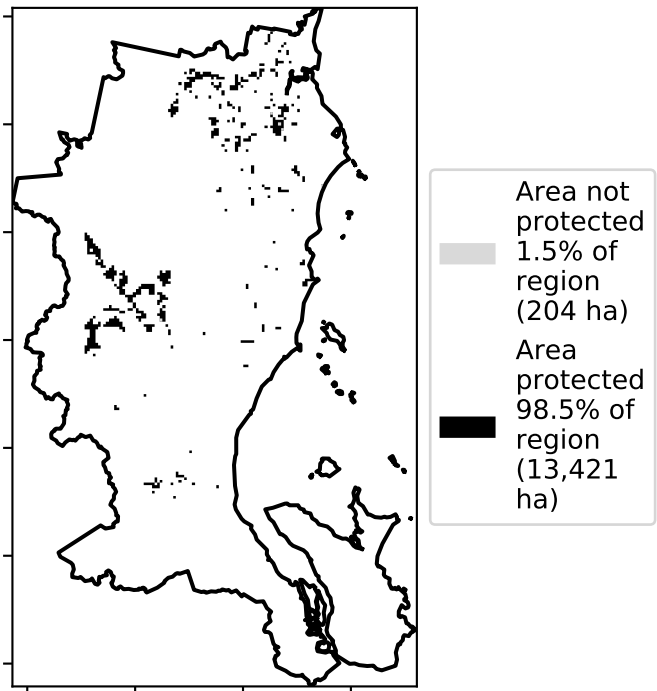 Area not
protected
1.5% of
region
(204 ha)
Area
protected
98.5% of
region
(13,421
ha)